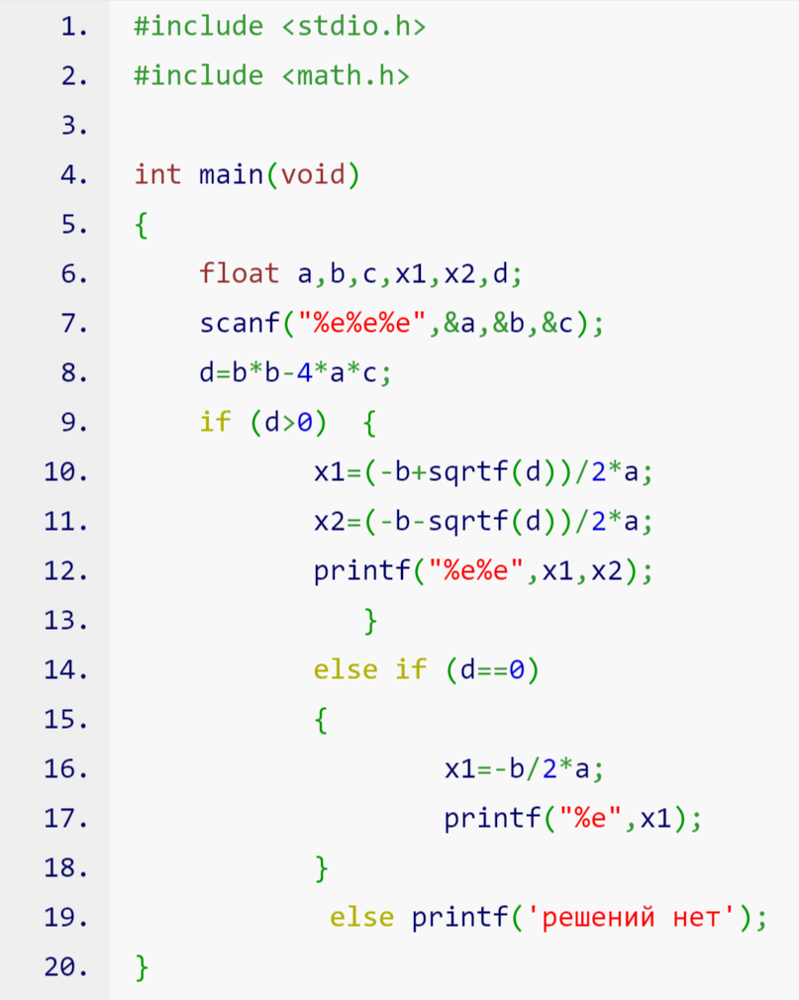 1. #include <stdio.h>
2. #include <math.h>
3.
4. int main(void)
5. {
6. float a,b,c,x1,x2,d;
7. scanf("%e%e%e",&a,&b,&c);
8. d=b*b-4*a*c;
9. if (d>0) {
10. x1=(-b+sqrtf(d))/2*a;
11. x2=(-b-sqrtf(d))/2*a;
12. printf("%e%e",x1,x2);
13. }
14. else if (d==0)
15. {
16. x1=-b/2*a;
17. printf("%e",x1);
18. }
19. else printf('решений нет');
20. }